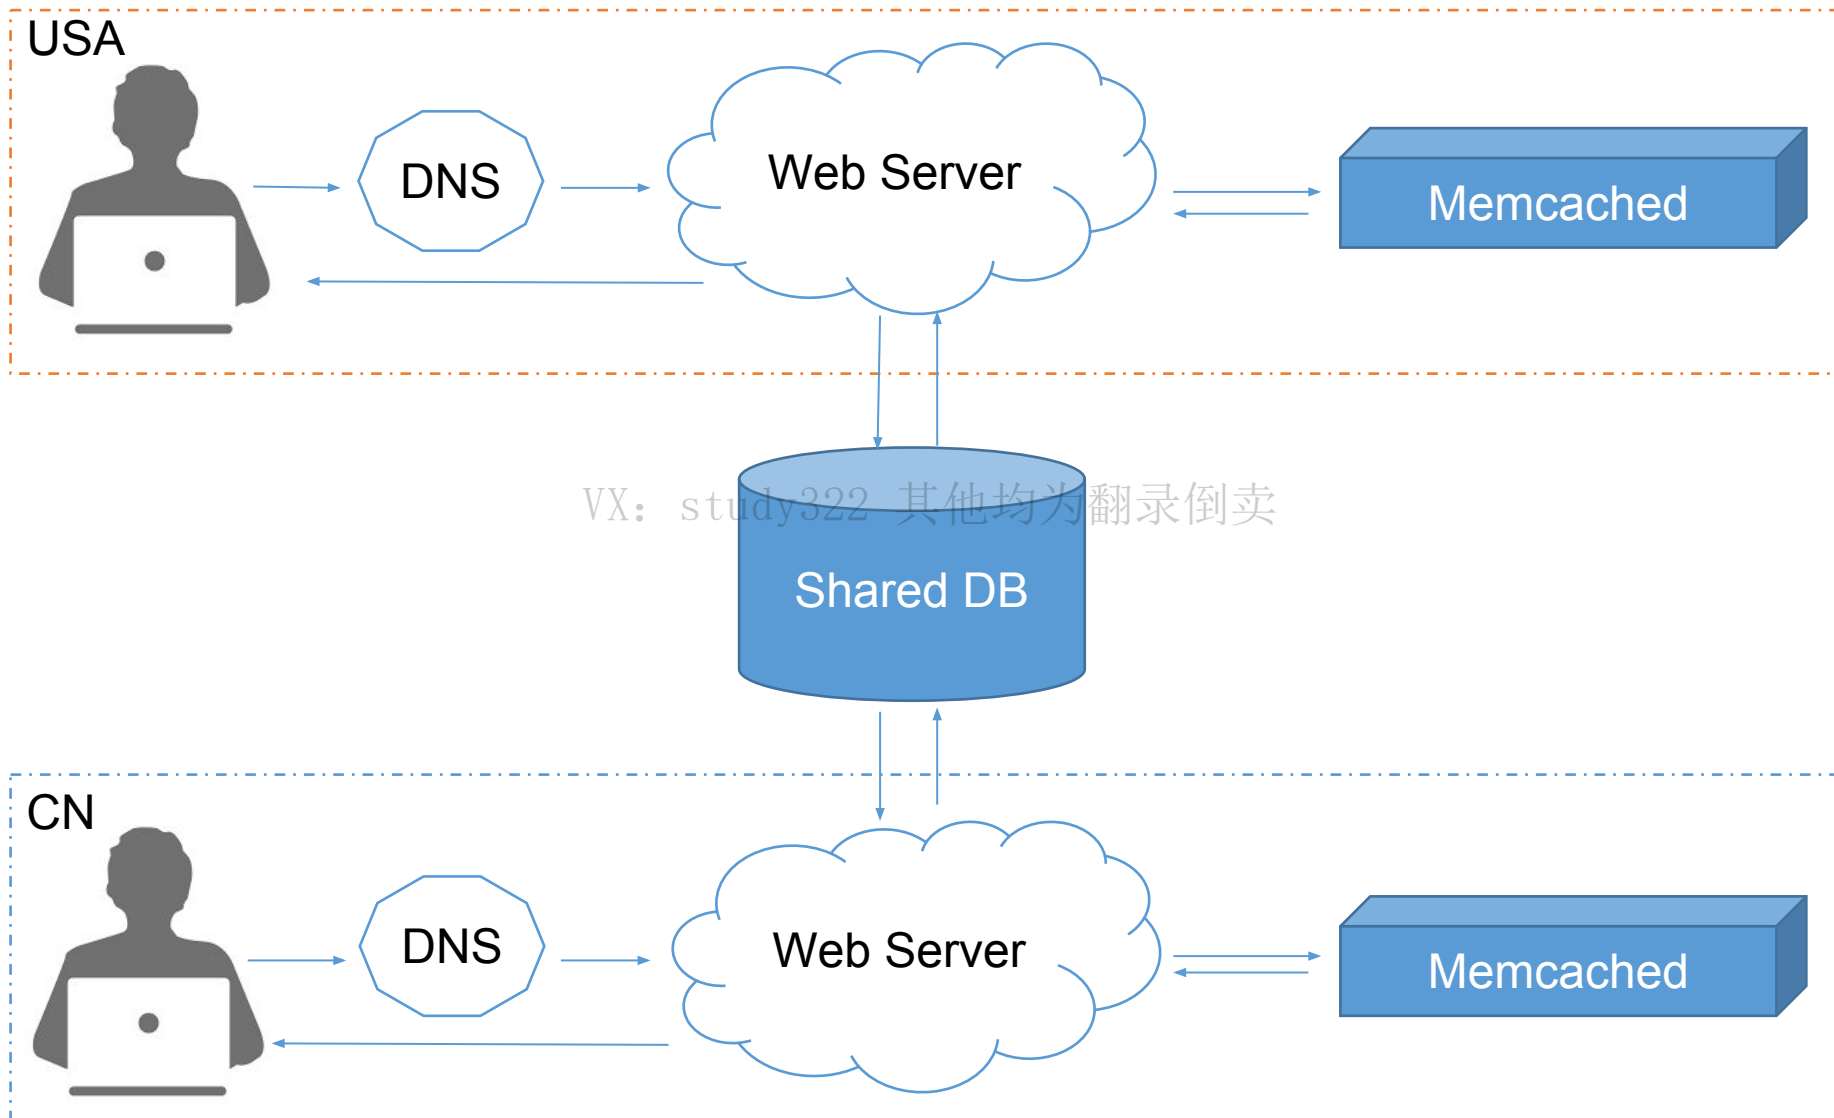 USA
DNS
Web Server
Memcached
VX: study322 其他均为翻录倒卖
Shared DB
CN
DNS
Web Server
Memcached